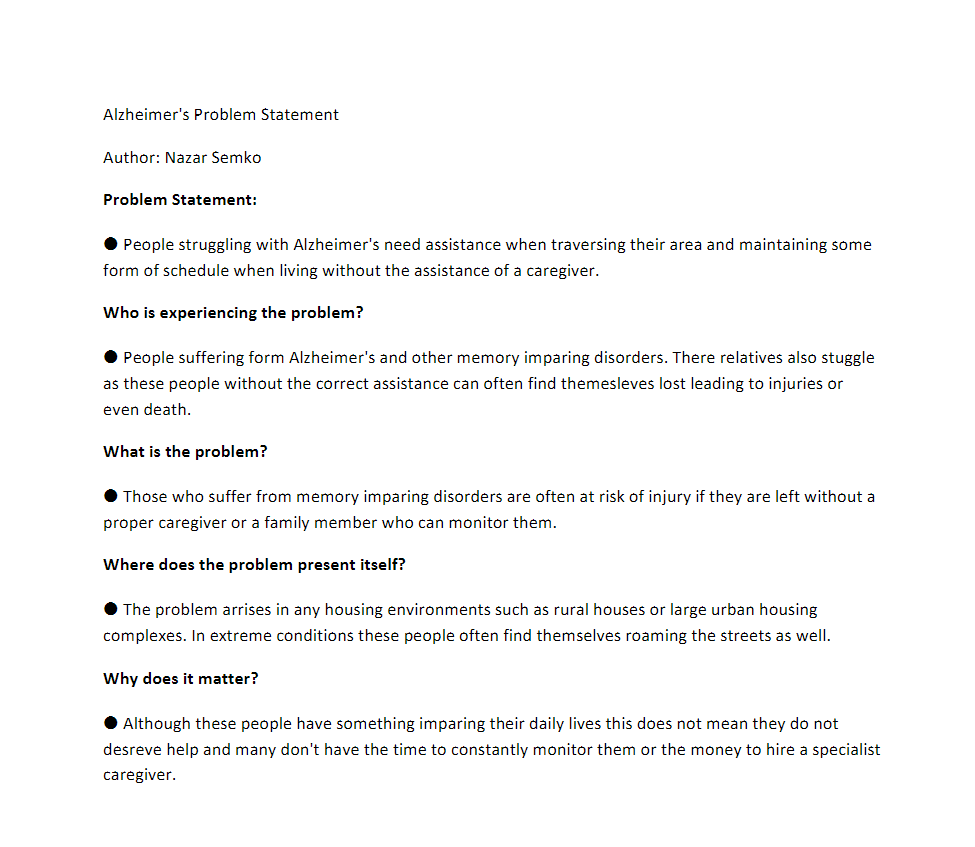 Alzheimer's Problem Statement
Author: Nazar Semko
Problem Statement:
● People struggling with Alzheimer's need assistance when traversing their area and maintaining some
form of schedule when living without the assistance of a caregiver.
Who is experiencing the problem?
● People suffering form Alzheimer's and other memory imparing disorders. There relatives also stuggle
as these people without the correct assistance can often find themesleves lost leading to injuries or
even death.
What is the problem?
● Those who suffer from memory imparing disorders are often at risk of injury if they are left without a
proper caregiver or a family member who can monitor them.
Where does the problem present itself?
● The problem arrises in any housing environments such as rural houses or large urban housing
complexes. In extreme conditions these people often find themselves roaming the streets as well.
Why does it matter?
● Although these people have something imparing their daily lives this does not mean they do not
desreve help and many don't have the time to constantly monitor them or the money to hire a specialist
caregiver.